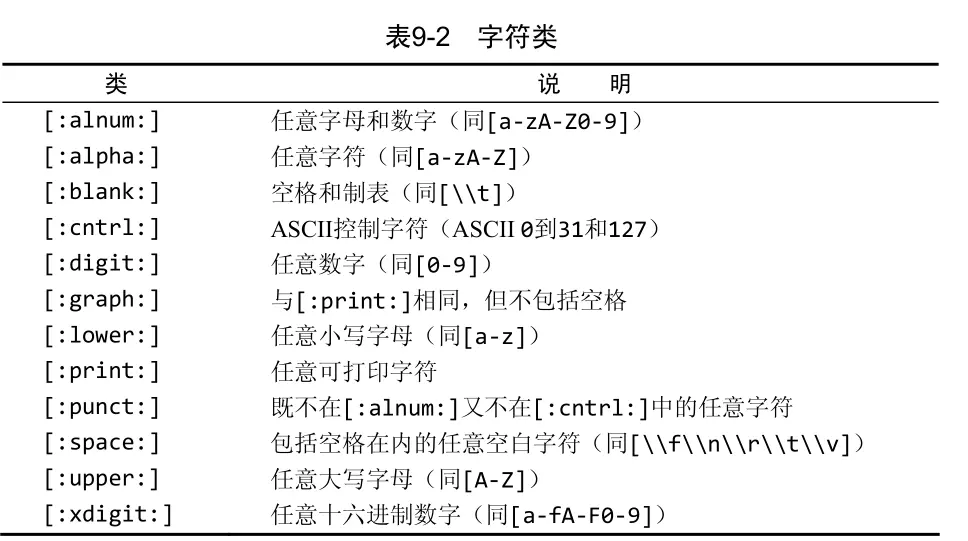 表9-2 字符类
类 说 明
[:alnum:] 任意字母和数字（同[a-zA-Z0-9]）
[:alpha:] 任意字符（同[a-zA-Z]）
[:blank:] 空格和制表（同[\\t]）
[:cntrl:] ASCII控制字符（ASCII 0到31和127）
[:digit:] 任意数字（同[0-9]）
[:graph:] 与[:print:]相同，但不包括空格
[:lower:] 任意小写字母（同[a-z]）
[:print:] 任意可打印字符
[:punct:] 既不在[:alnum:]又不在[:cntrl:]中的任意字符
[:space:] 包括空格在内的任意空白字符（同[\\f\\n\\r\\t\\v]）
[:upper:] 任意大写字母（同[A-Z]）
[:xdigit:] 任意十六进制数字（同[a-fA-F0-9]）